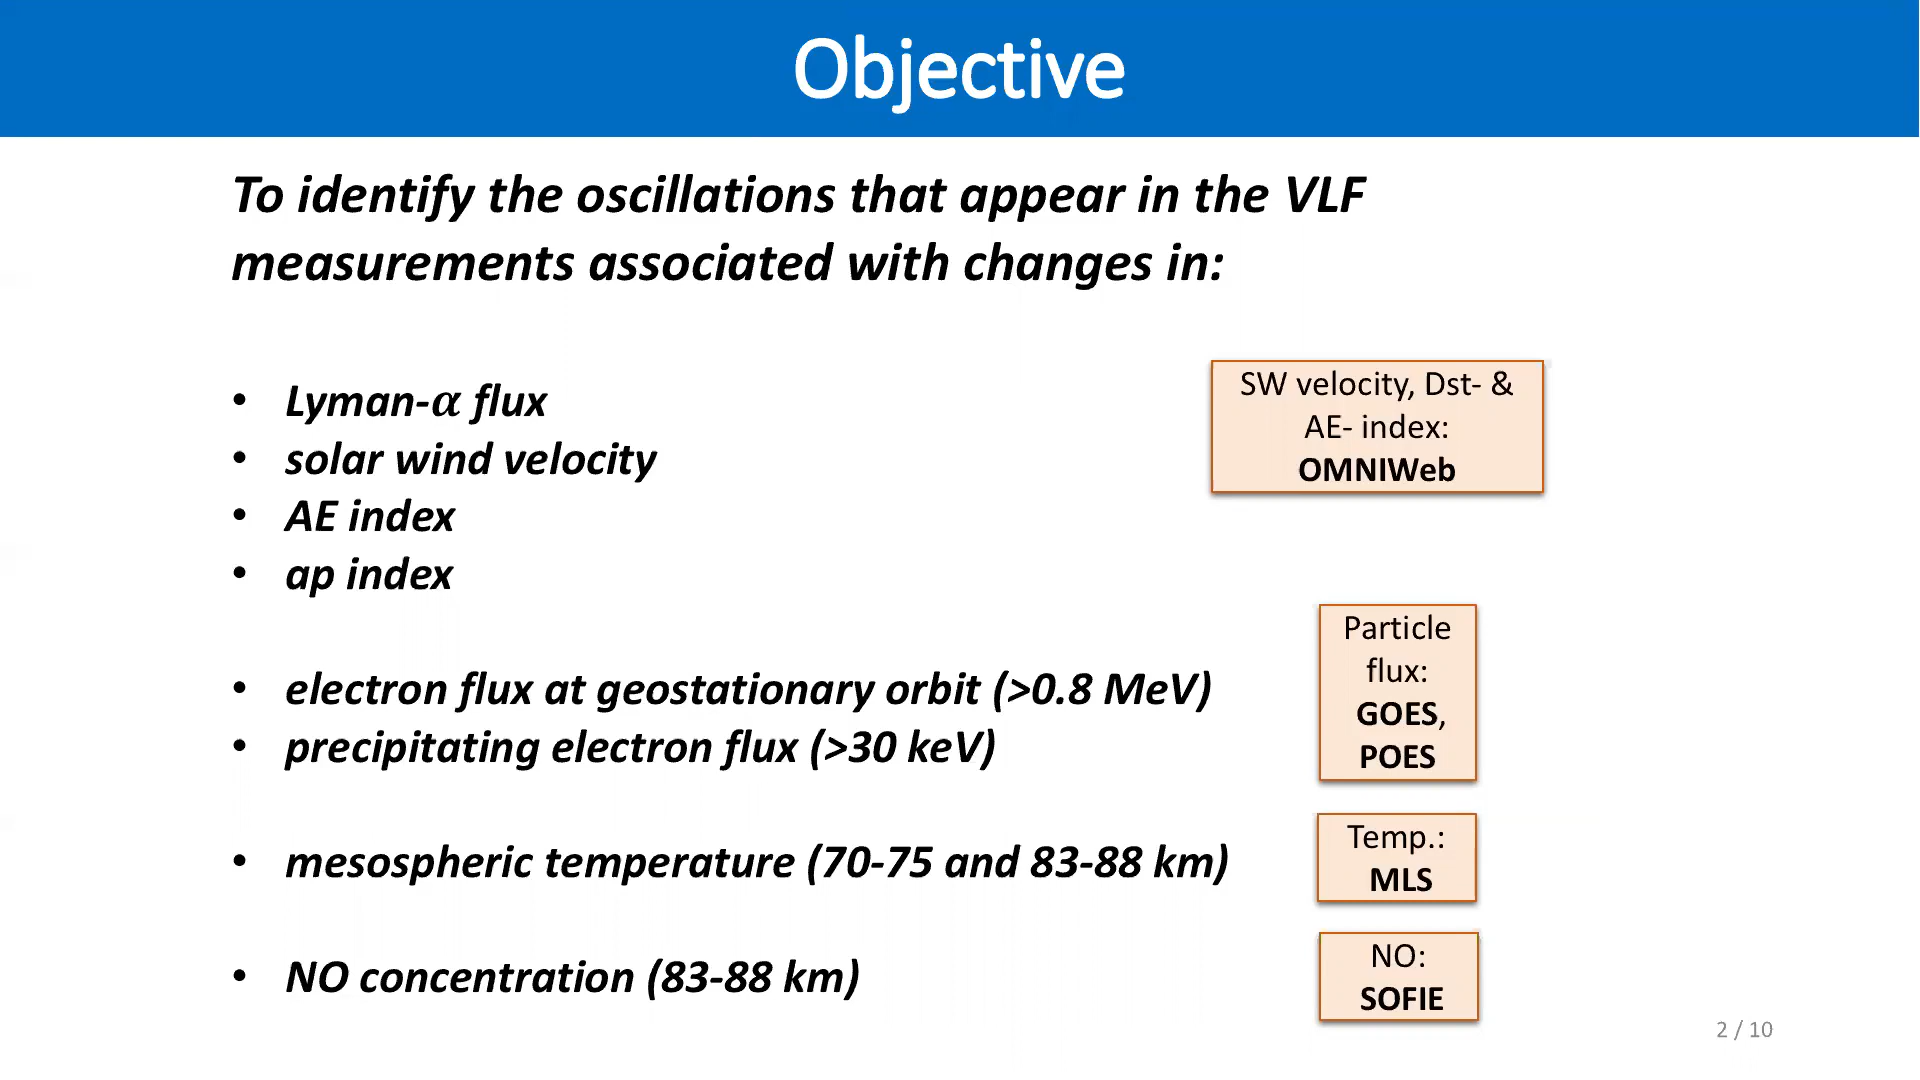 Objective
To identify the oscillations that appear in the VLF
measurements associated with changes in:
• Lyman-α flux
• solar wind velocity
• AE index
• ap index
SW velocity, Dst- &
AE- index:
OMNIWeb
• electron flux at geostationary orbit (>0.8 MeV)
• precipitating electron flux (>30 keV)
Particle
flux:
GOES,
POES
• mesospheric temperature (70-75 and 83-88 km)
Temp.:
MLS
• NO concentration (83-88 km)
NO:
SOFIE
2 / 10